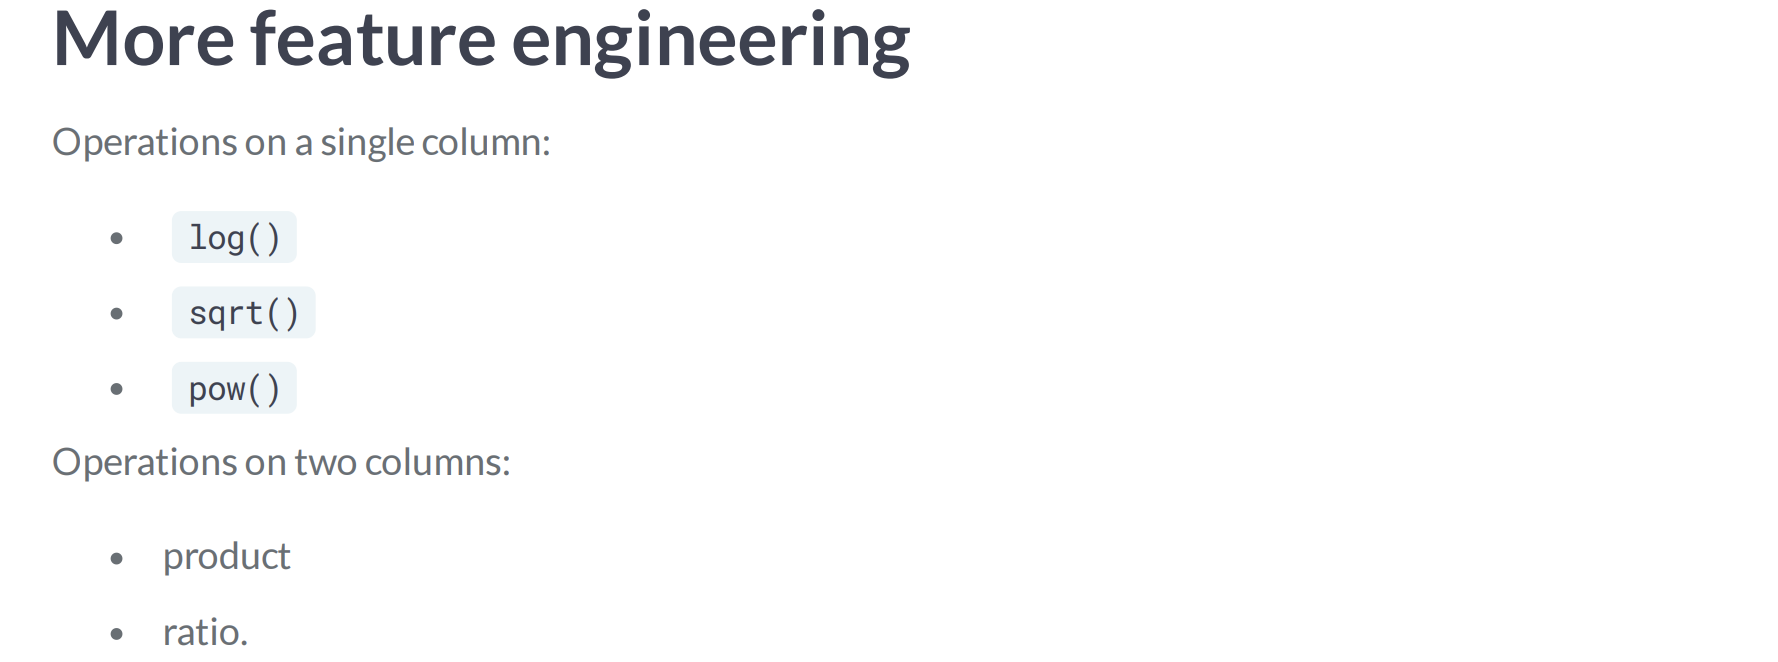 More feature engineering
Operations on a single column:
• log()
• sqrt()
• pow()
Operations on two columns:
• product
• ratio.